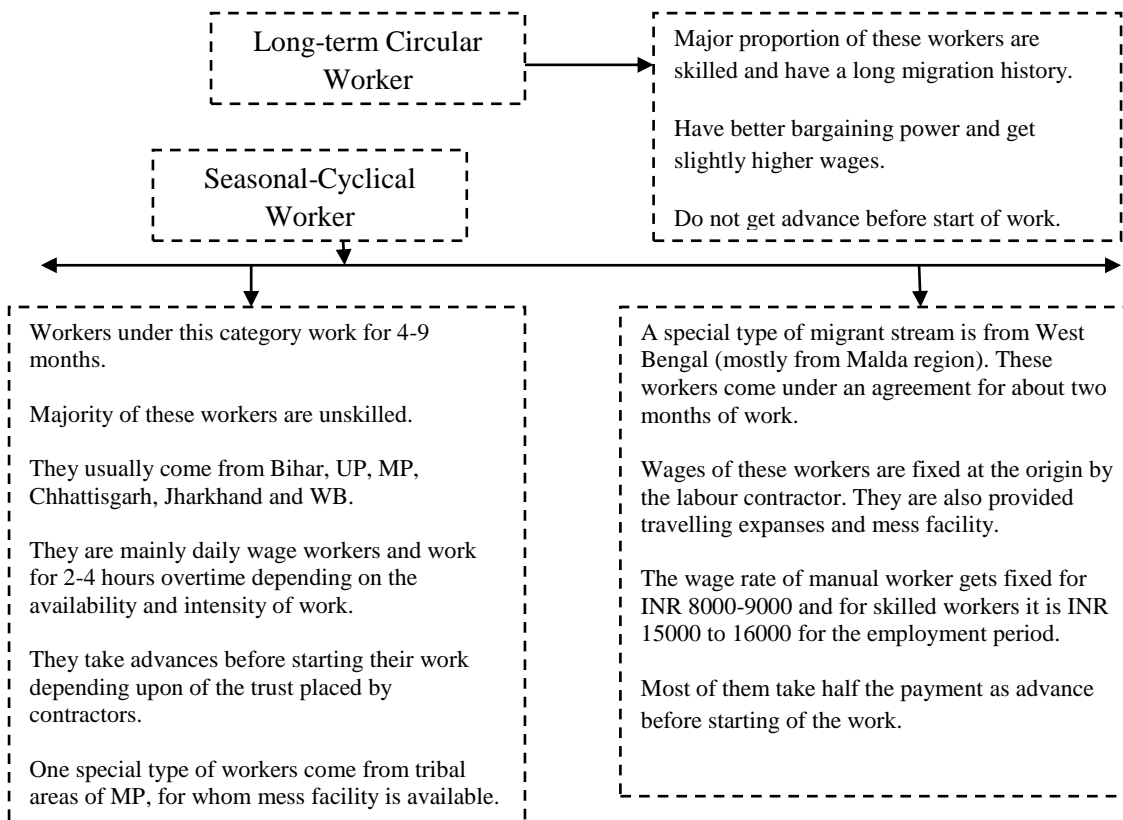 Long-term Circular
Worker
Major proportion of these workers are
skilled and have a long migration history.
Have better bargaining power and get
slightly higher wages.
Do not get advance before start of work.
Seasonal-Cyclical
Worker
Workers under this category work for 4-9
months.
Majority of these workers are unskilled.
They usually come from Bihar, UP, MP,
Chhattisgarh, Jharkhand and WB.
They are mainly daily wage workers and work
for 2-4 hours overtime depending on the
availability and intensity of work.
They take advances before starting their work
depending upon of the trust placed by
contractors.
One special type of workers come from tribal
areas of MP, for whom mess facility is available.
A special type of migrant stream is from West
Bengal (mostly from Malda region). These
workers come under an agreement for about two
months of work.
Wages of these workers are fixed at the origin by
the labour contractor. They are also provided
travelling expanses and mess facility.
The wage rate of manual worker gets fixed for
INR 8000-9000 and for skilled workers it is INR
15000 to 16000 for the employment period.
Most of them take half the payment as advance
before starting of the work.